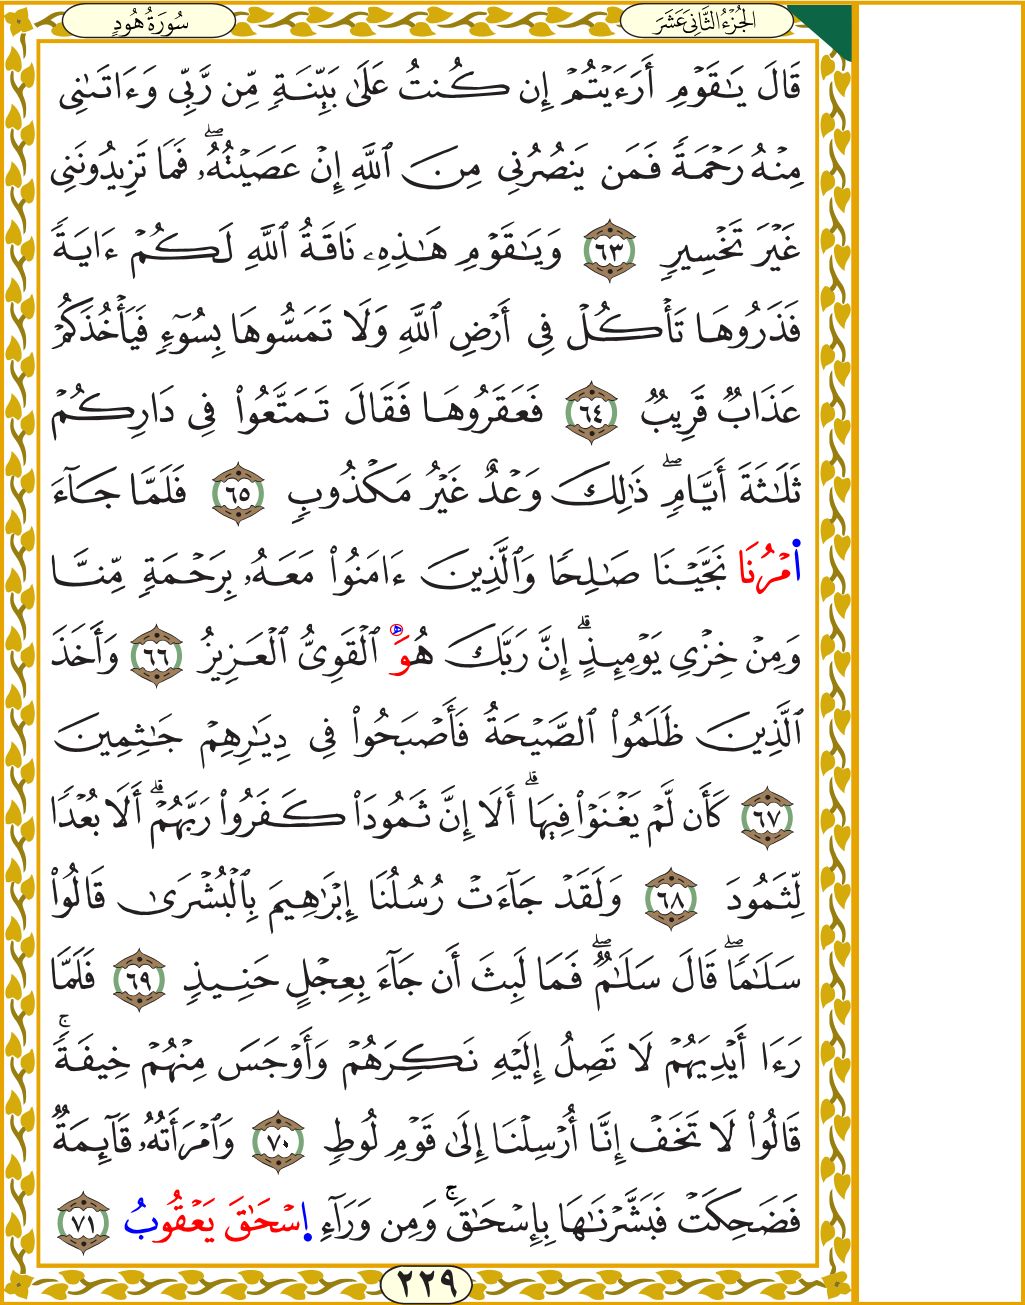 الجُزْءُ الثَّانِيَ عَشَرَ
سُورَةُ هُودٍ
قَالَ يَـٰقَوْمِ أَرَءَيْتُمْ إِن كُنتُ عَلَىٰ بَيِّنَةٍ مِّن رَّبِّى وَءَاتَىٰنِى
مِنْهُ رَحْمَةً فَمَن يَنصُرُنِى مِنَ ٱللَّهِ إِنْ عَصَيْتُهُۥ ۖ فَمَا تَزِيدُونَنِى
غَيْرَ تَخْسِيرٍ ٦٣ وَيَـٰقَوْمِ هَـٰذِهِۦ نَاقَةُ ٱللَّهِ لَكُمْ ءَايَةً
فَذَرُوهَا تَأْكُلْ فِى أَرْضِ ٱللَّهِ وَلَا تَمَسُّوهَا بِسُوٓءٍ فَيَأْخُذَكُمْ
عَذَابٌ قَرِيبٌ ٦٤ فَعَقَرُوهَا فَقَالَ تَمَتَّعُوا۟ فِى دَارِكُمْ
ثَلَـٰثَةَ أَيَّامٍ ۖ ذَٰلِكَ وَعْدٌ غَيْرُ مَكْذُوبٍ ٦٥ فَلَمَّا جَآءَ
اَ۬مْرُنَا نَجَّيْنَا صَـٰلِحًا وَٱلَّذِينَ ءَامَنُوا۟ مَعَهُۥ بِرَحْمَةٍ مِّنَّا
وَمِنْ خِزْىِ يَوْمِئِذٍ ۗ إِنَّ رَبَّكَ هُوَ ٱلْقَوِىُّ ٱلْعَزِيزُ ٦٦ وَأَخَذَ
ٱلَّذِينَ ظَلَمُوا۟ ٱلصَّيْحَةُ فَأَصْبَحُوا۟ فِى دِيَـٰرِهِمْ جَـٰثِمِينَ
٦٧ كَأَن لَّمْ يَغْنَوْا۟ فِيهَا ۗ أَلَا إِنَّ ثَمُودَا۟ كَفَرُوا۟ رَبَّهُمْ ۗ أَلَا بُعْدًا
لِّثَمُودَ ٦٨ وَلَقَدْ جَآءَتْ رُسُلُنَا إِبْرَٰهِيمَ بِٱلْبُشْرَىٰ قَالُوا۟
سَلَـٰمًا ۖ قَالَ سَلَـٰمٌ ۖ فَمَا لَبِثَ أَن جَآءَ بِعِجْلٍ حَنِيذٍ ٦٩ فَلَمَّا
رَءَا أَيْدِيَهُمْ لَا تَصِلُ إِلَيْهِ نَكِرَهُمْ وَأَوْجَسَ مِنْهُمْ خِيفَةً ۚ
قَالُوا۟ لَا تَخَفْ إِنَّا أُرْسِلْنَا إِلَىٰ قَوْمِ لُوطٍ ٧٠ وَٱمْرَأَتُهُۥ قَآئِمَةٌ
فَضَحِكَتْ فَبَشَّرْنَـٰهَا بِإِسْحَـٰقَ ۚ وَمِن وَرَآءِ اِ۪سْحَـٰقَ يَعْقُوبُ ٧١
٢٢٩